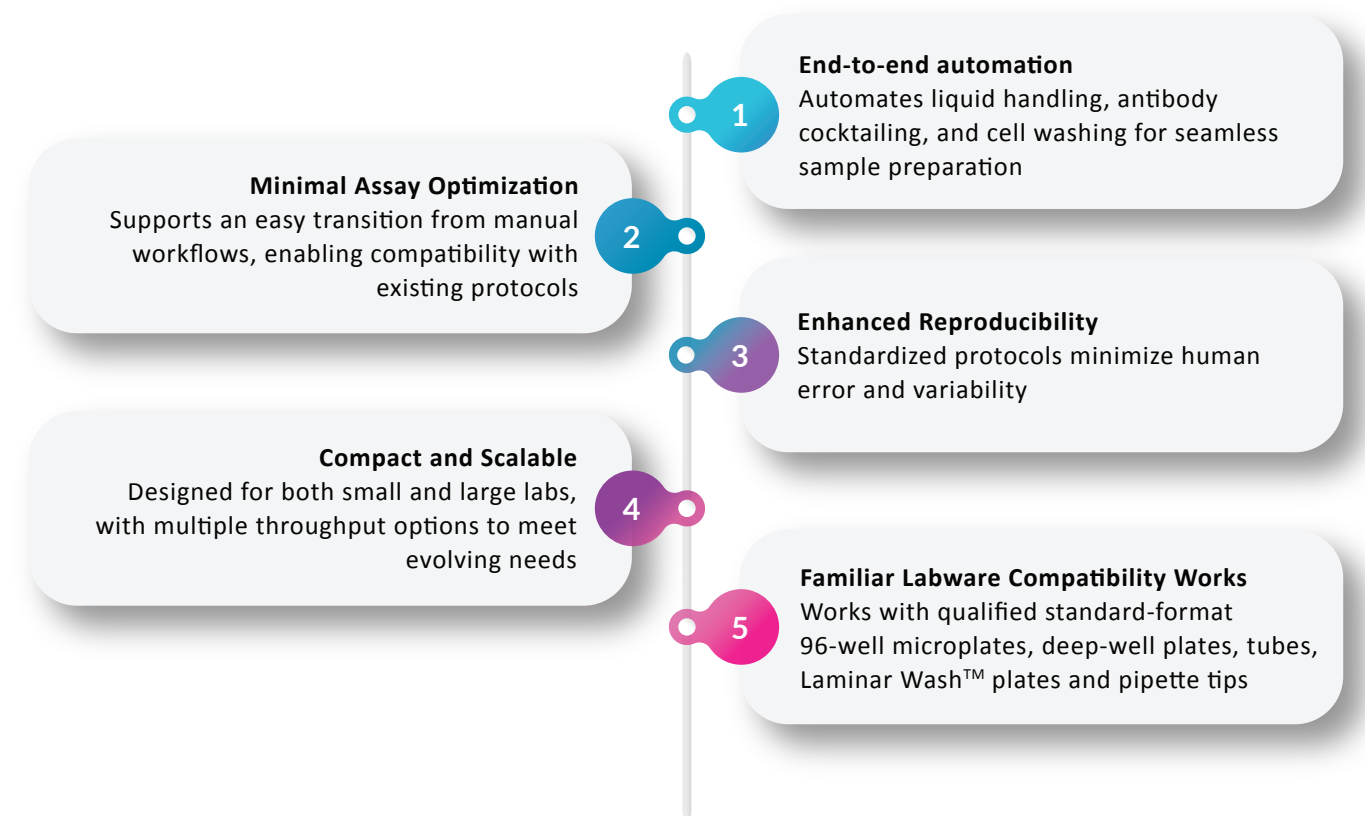 1
End-to-end automation
Automates liquid handling, antibody
cocktailing, and cell washing for seamless
sample preparation
2
Minimal Assay Optimization
Supports an easy transition from manual
workflows, enabling compatibility with
existing protocols
3
Enhanced Reproducibility
Standardized protocols minimize human
error and variability
4
Compact and Scalable
Designed for both small and large labs,
with multiple throughput options to meet
evolving needs
5
Familiar Labware Compatibility Works
Works with qualified standard-format
96-well microplates, deep-well plates, tubes,
Laminar Wash™ plates and pipette tips